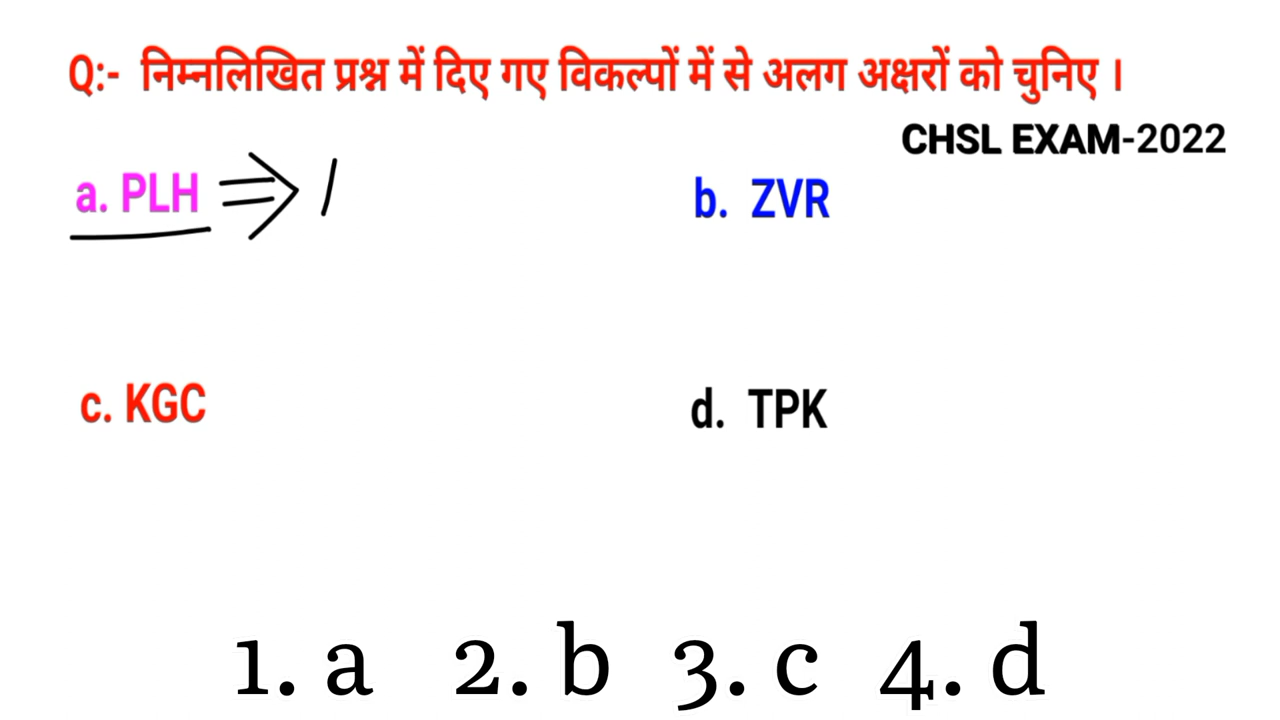 Q:- निम्नलिखित प्रश्न में दिए गए विकल्पों में से अलग अक्षरों को चुनिए ।
CHSL EXAM-2022
a. PLH ⇒ /
b. ZVR
c. KGC
d. TPK
1. a 2. b 3. c 4. d